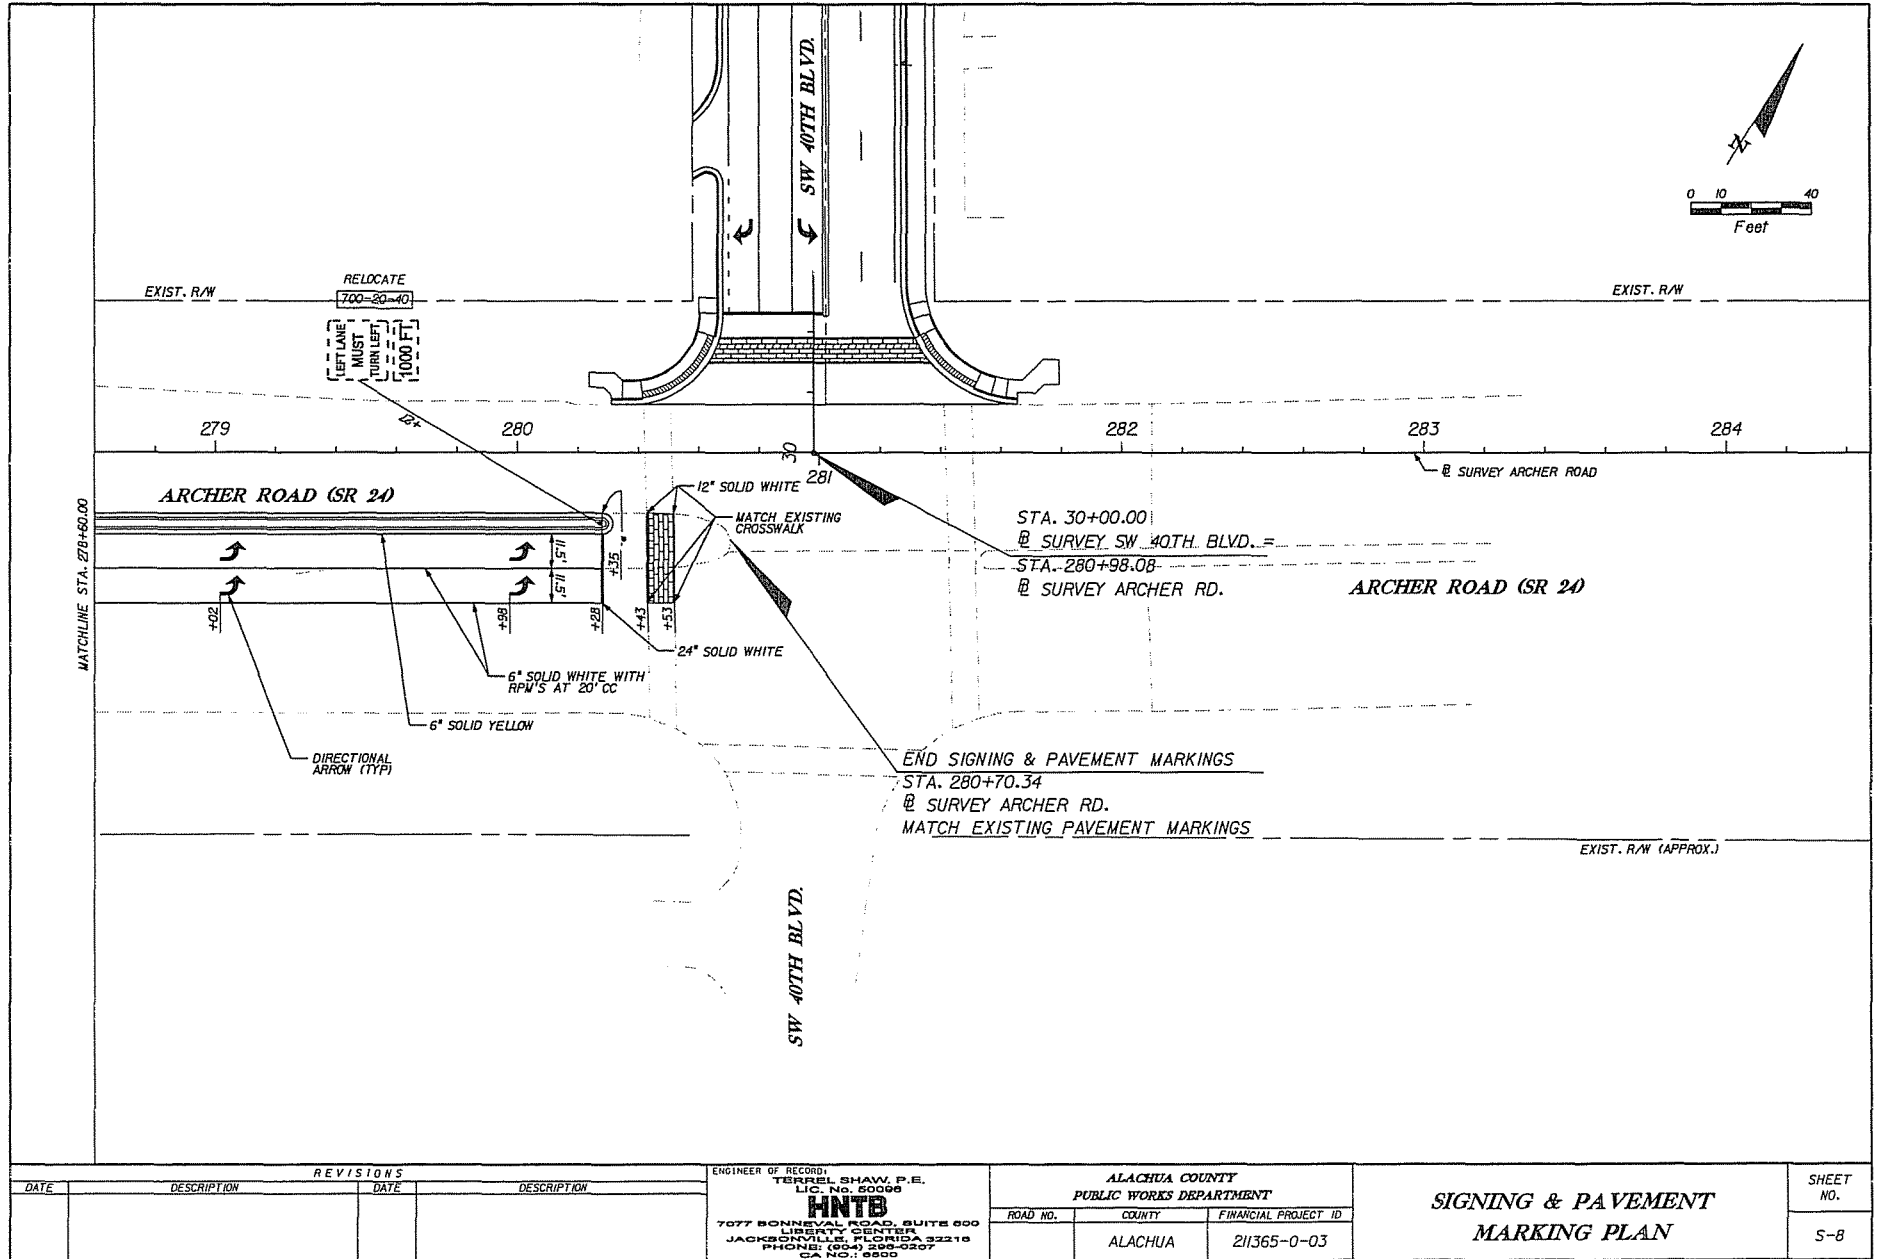 SW 40TH BLVD.
Z
0 10 40
Feet
EXIST. R/W
RELOCATE
700-20-40
LEFT LANE
MUST
TURN LEFT
1000 FT
EXIST. R/W
279 280 281 282 283 284
30
℄ SURVEY ARCHER ROAD
MATCHLINE STA. 278+60.00
ARCHER ROAD (SR 24)
12" SOLID WHITE
MATCH EXISTING
CROSSWALK
STA. 30+00.00
℄ SURVEY SW 40TH BLVD. =
STA. 280+98.08
℄ SURVEY ARCHER RD.
ARCHER ROAD (SR 24)
11.5'
11.5'
+35
+02
+98
+28
+43
+53
24" SOLID WHITE
6" SOLID WHITE WITH
RPM'S AT 20' CC
6" SOLID YELLOW
DIRECTIONAL
ARROW (TYP)
END SIGNING & PAVEMENT MARKINGS
STA. 280+70.34
℄ SURVEY ARCHER RD.
MATCH EXISTING PAVEMENT MARKINGS
EXIST. R/W (APPROX.)
SW 40TH BLVD.
REVISIONS
DATE DESCRIPTION DATE DESCRIPTION
ENGINEER OF RECORD:
TERREL SHAW, P.E.
LIC. No. 50096
HNTB
7077 BONNEVAL ROAD, SUITE 600
LIBERTY CENTER
JACKSONVILLE, FLORIDA 32216
PHONE: (904) 296-0207
CA NO.: 6500
ALACHUA COUNTY
PUBLIC WORKS DEPARTMENT
ROAD NO. COUNTY FINANCIAL PROJECT ID
ALACHUA 211365-0-03
SIGNING & PAVEMENT
MARKING PLAN
SHEET
NO.
S-8